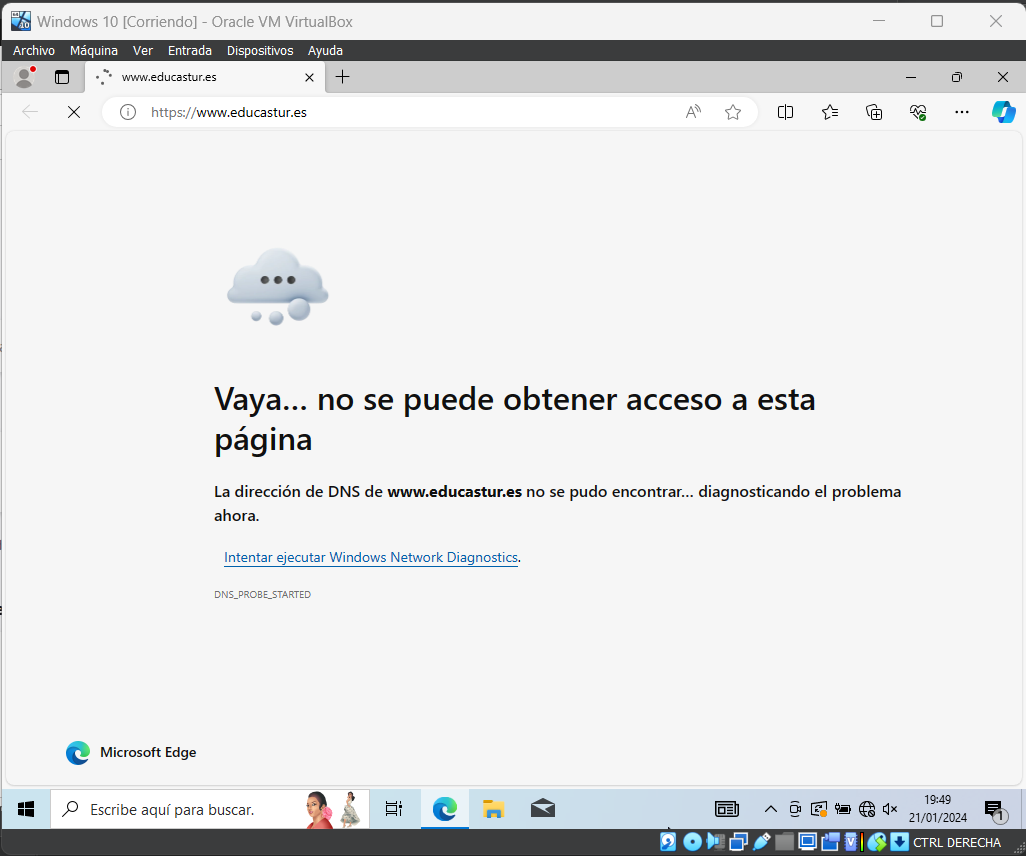 Windows 10 [Corriendo] - Oracle VM VirtualBox
Archivo Máquina Ver Entrada Dispositivos Ayuda
www.educastur.es
https://www.educastur.es
Vaya... no se puede obtener acceso a esta
página
La dirección de DNS de www.educastur.es no se pudo encontrar... diagnosticando el problema
ahora.
Intentar ejecutar Windows Network Diagnostics.
DNS_PROBE_STARTED
Microsoft Edge
Escribe aquí para buscar.
19:49
21/01/2024
1
CTRL DERECHA